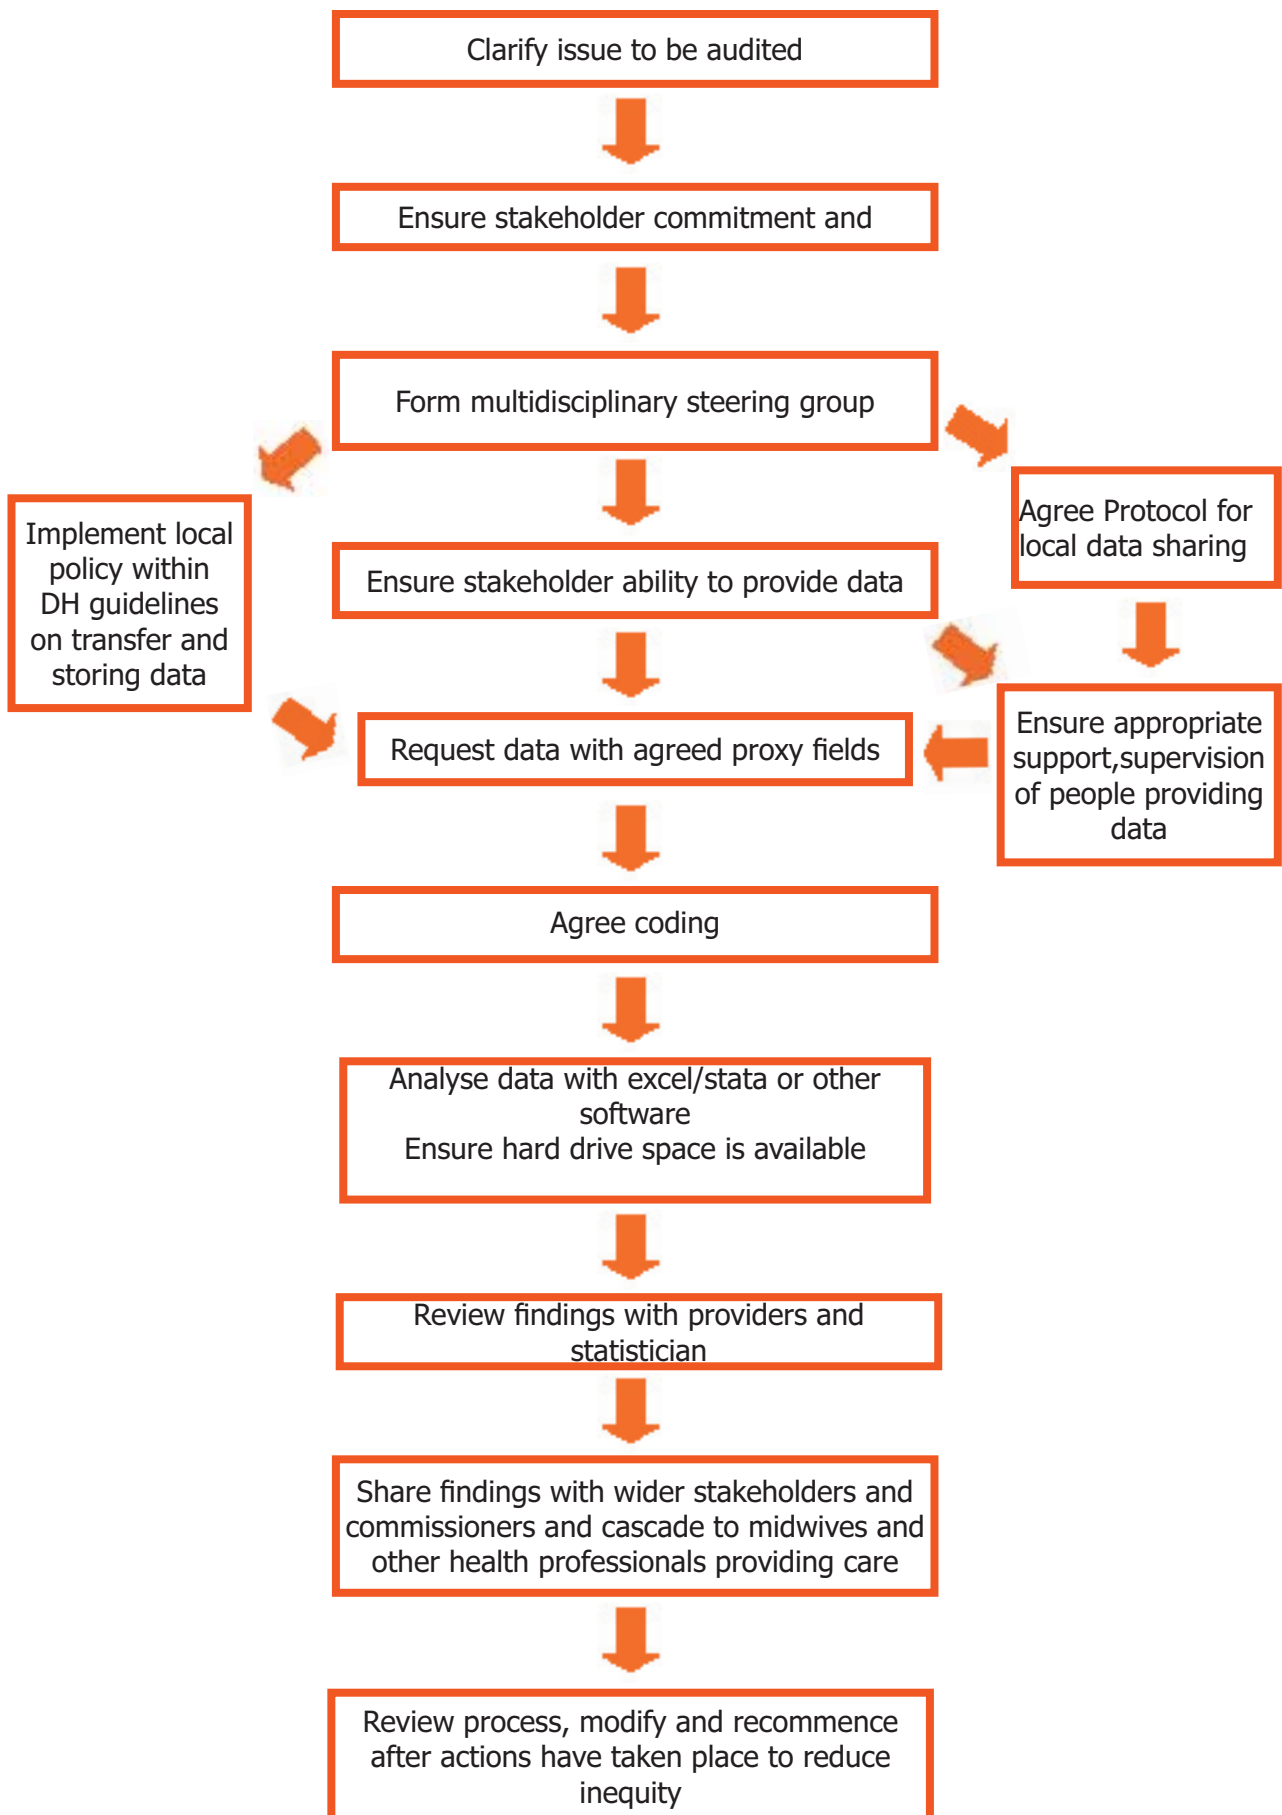 Clarify issue to be audited
Ensure stakeholder commitment and
Form multidisciplinary steering group
Implement local
policy within
DH guidelines
on transfer and
storing data
Agree Protocol for
local data sharing
Ensure stakeholder ability to provide data
Ensure appropriate
support,supervision
of people providing
data
Request data with agreed proxy fields
Agree coding
Analyse data with excel/stata or other
software
Ensure hard drive space is available
Review findings with providers and
statistician
Share findings with wider stakeholders and
commissioners and cascade to midwives and
other health professionals providing care
Review process, modify and recommence
after actions have taken place to reduce
inequity